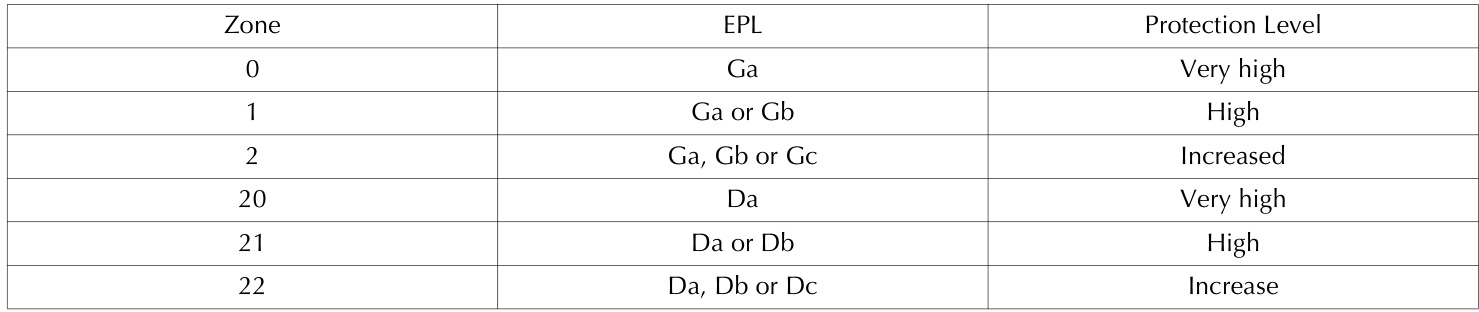 Zone EPL Protection Level
0 Ga Very high
1 Ga or Gb High
2 Ga, Gb or Gc Increased
20 Da Very high
21 Da or Db High
22 Da, Db or Dc Increase